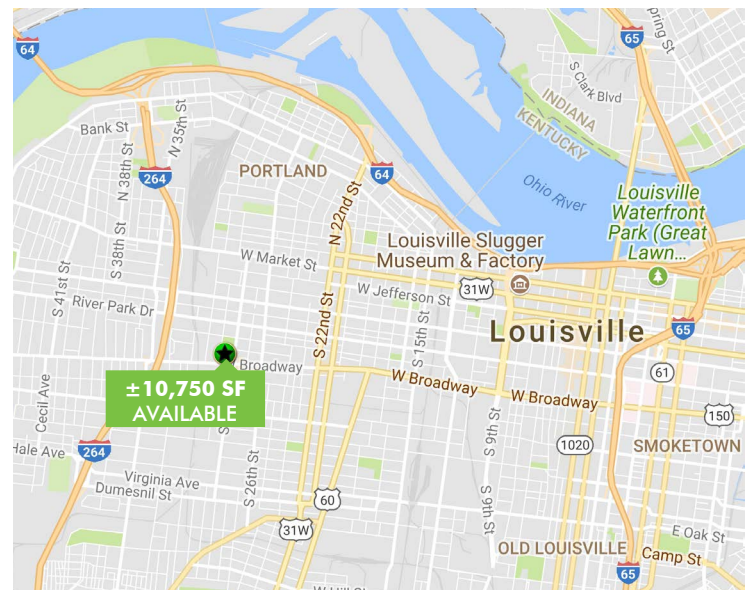 64
65
Spring St
S Clark Blvd
INDIANA
KENTUCKY
Bank St
N 35th St
N 38th St
264
PORTLAND
64
Ohio River
N 22nd St
Louisville
Waterfront
Park (Great
Lawn...
S 38th St
W Market St
Louisville Slugger
Museum & Factory
S 41st St
31W
W Jefferson St
River Park Dr
S 22nd St
S 15th St
Louisville
65
Broadway
61
±10,750 SF
AVAILABLE
W Broadway
W Broadway
150
Cecil Ave
S 9th St
1020
SMOKETOWN
Hale Ave
264
S 26th St
Virginia Ave
Dumesnil St
60
S 9th St
31W
E Oak St
OLD LOUISVILLE
Camp St
65